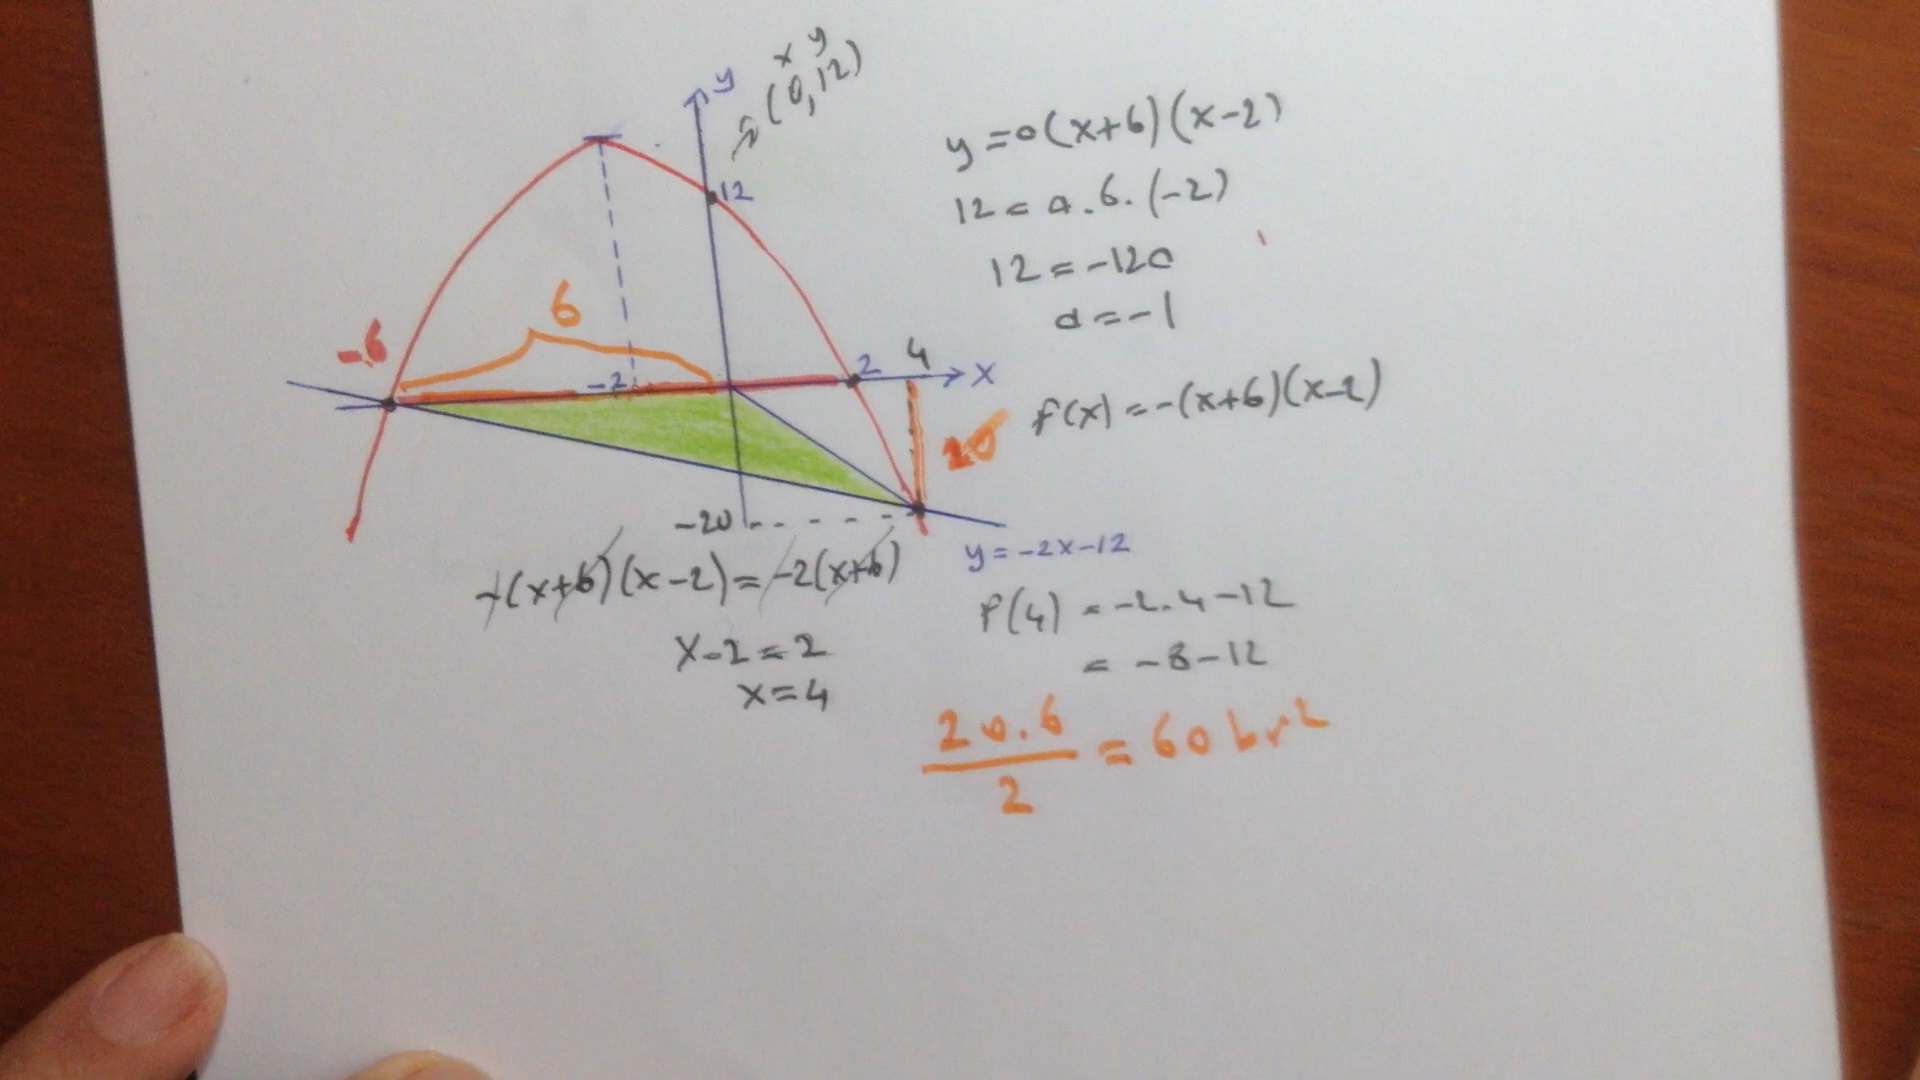 x y
(0,12)
y
12
6
-6
-2
2
4
x
20
-20
y=-2x-12
y=a(x+6)(x-2)
12=a.6.(-2)
12=-12a
a=-1
f(x)=-(x+6)(x-2)
-(x+6)(x-2)=-2(x+6)
x-2=2
x=4
f(4)=-2.4-12
=-8-12
20.6
2
=60 br²